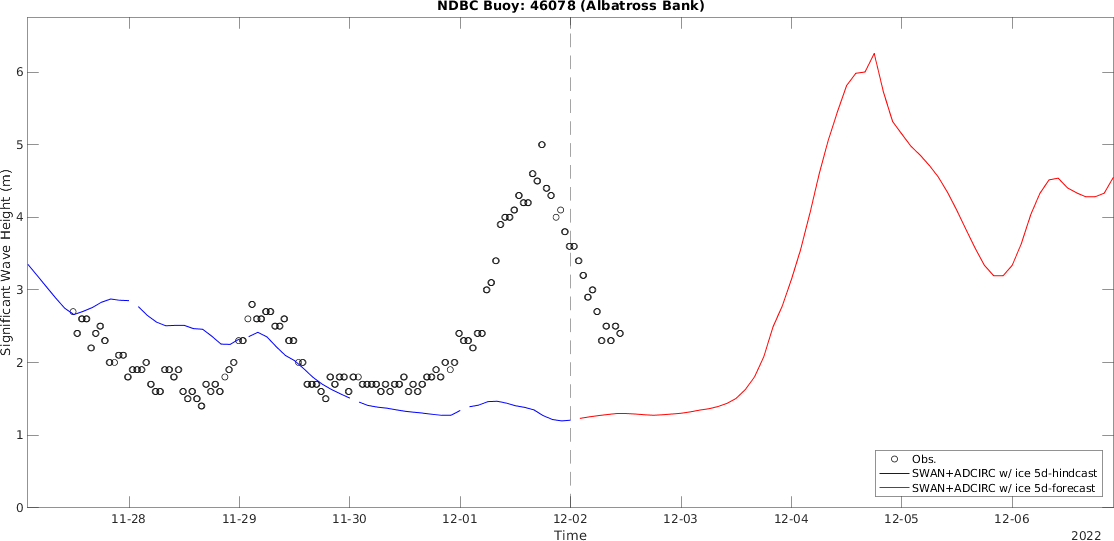 NDBC Buoy: 46078 (Albatross Bank)
Significant Wave Height (m)
6
5
4
3
2
1
0
Obs.
SWAN+ADCIRC w/ ice 5d-hindcast
SWAN+ADCIRC w/ ice 5d-forecast
11-28 11-29 11-30 12-01 12-02 12-03 12-04 12-05 12-06
Time
2022